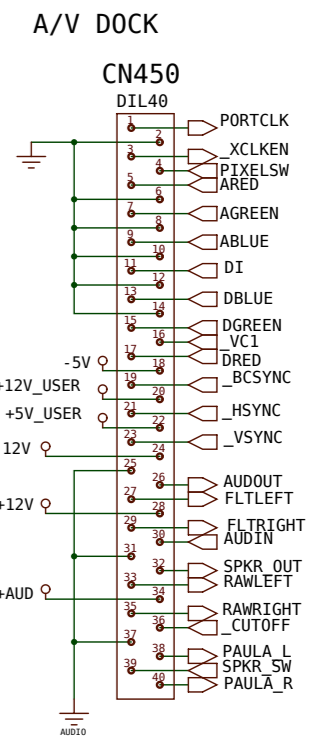 A/V DOCK
CN450
DIL40
1 PORTCLK
2
3 _XCLKEN
4 PIXELSW
5 ARED
6
7 AGREEN
8
9 ABLUE
10
11 DI
12
13 DBLUE
14
15 DGREEN
16 _VC1
17 DRED
-5V 18
19 _BCSYNC
+12V_USER 20
21 _HSYNC
+5V_USER 22
23 _VSYNC
12V 24
25
26 AUDOUT
27 FLTLEFT
+12V 28
29 FLTRIGHT
30 AUDIN
31
32 SPKR_OUT
33 RAWLEFT
+AUD 34
35 RAWRIGHT
36 _CUTOFF
37
38 PAULA_L
39 SPKR_SW
40 PAULA_R
AUDIO